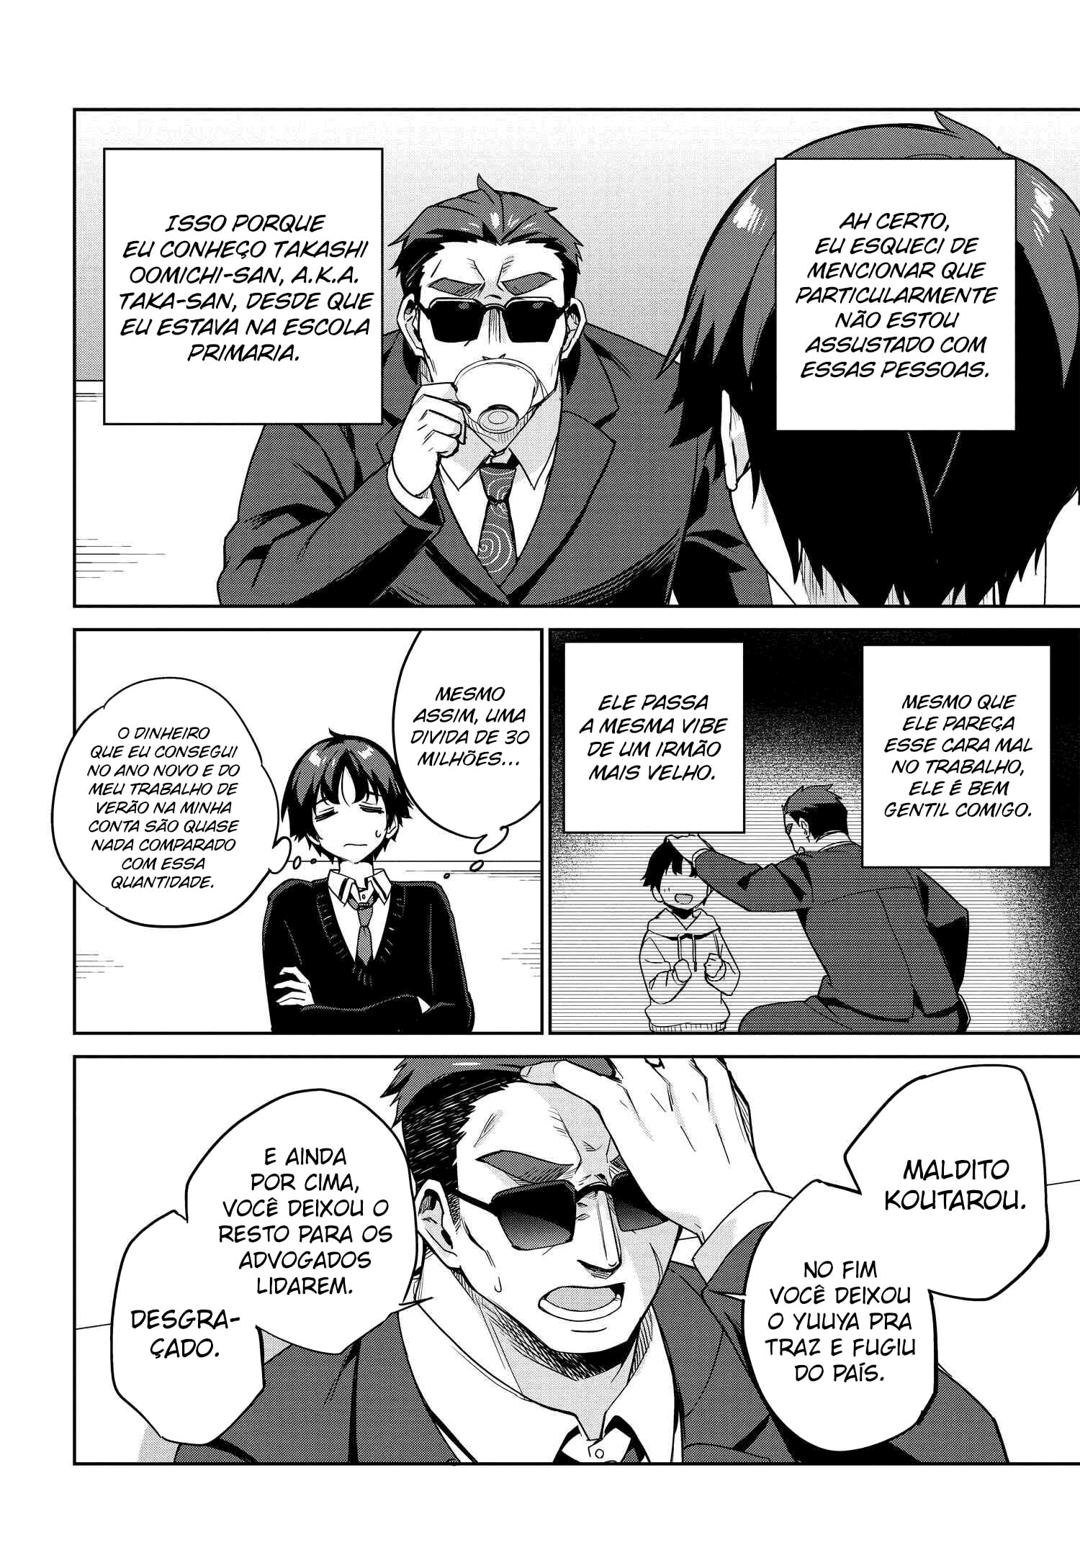 AH CERTO,
EU ESQUECI DE
MENCIONAR QUE
PARTICULARMENTE
NÃO ESTOU
ASSUSTADO COM
ESSAS PESSOAS.
ISSO PORQUE
EU CONHEÇO TAKASHI
OOMICHI-SAN, A.K.A.
TAKA-SAN, DESDE QUE
EU ESTAVA NA ESCOLA
PRIMARIA.
MESMO QUE
ELE PAREÇA
ESSE CARA MAL
NO TRABALHO,
ELE É BEM
GENTIL COMIGO.
ELE PASSA
A MESMA VIBE
DE UM IRMÃO
MAIS VELHO.
MESMO
ASSIM, UMA
DIVIDA DE 30
MILHÕES...
O DINHEIRO
QUE EU CONSEGUI
NO ANO NOVO E DO
MEU TRABALHO DE
VERÃO NA MINHA
CONTA SÃO QUASE
NADA COMPARADO
COM ESSA
QUANTIDADE.
MALDITO
KOUTAROU.
NO FIM
VOCÊ DEIXOU
O YUUYA PRA
TRAZ E FUGIU
DO PAÍS.
E AINDA
POR CIMA,
VOCÊ DEIXOU O
RESTO PARA OS
ADVOGADOS
LIDAREM.
DESGRA-
ÇADO.